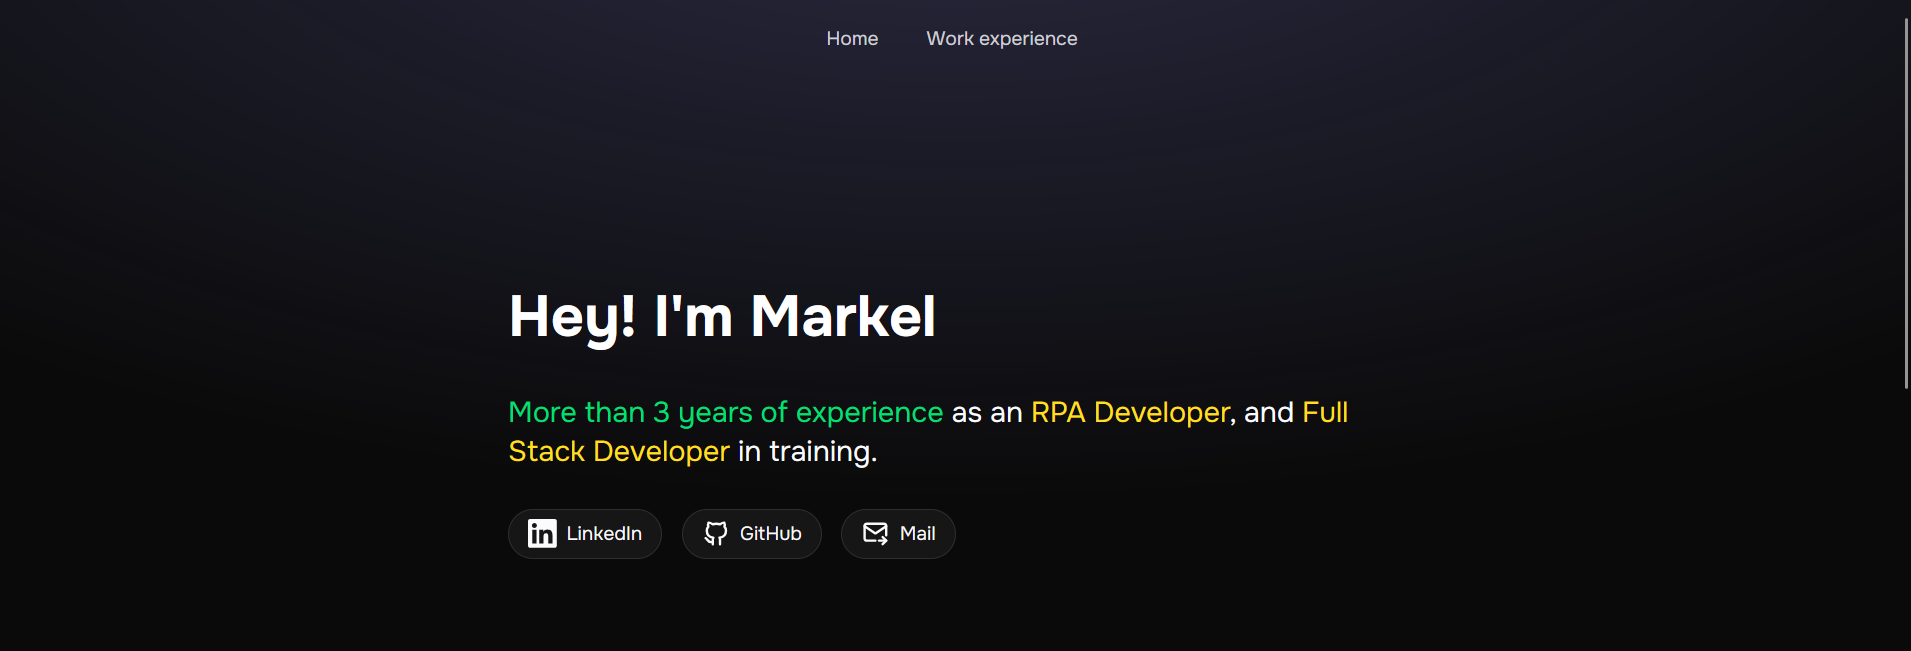 Home Work experience
Hey! I'm Markel
More than 3 years of experience as an RPA Developer, and Full
Stack Developer in training.
in LinkedIn GitHub Mail